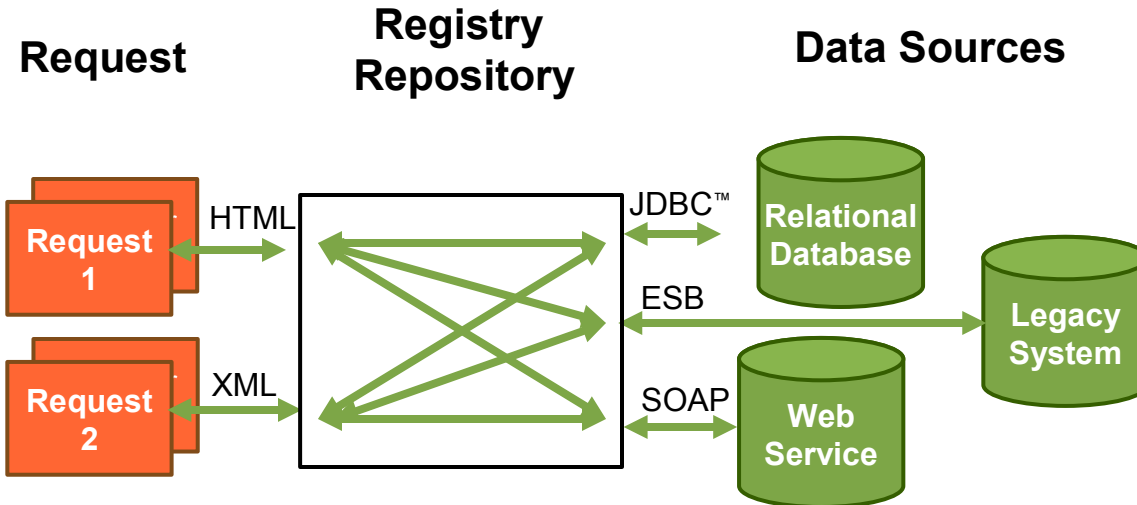 Request
Registry
Repository
Data Sources
Request
1
HTML
JDBC™
Relational
Database
ESB
Legacy
System
Request
2
XML
SOAP
Web
Service